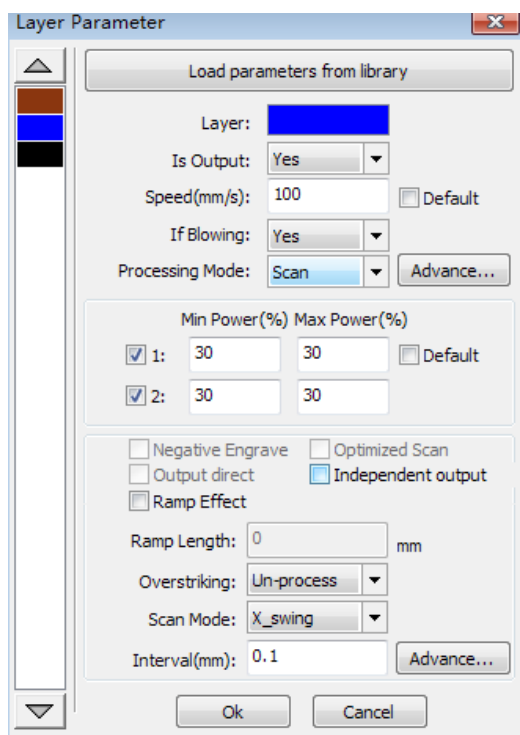 Layer Parameter
Load parameters from library
Layer:
Is Output: Yes
Speed(mm/s): 100 Default
If Blowing: Yes
Processing Mode: Scan Advance...
Min Power(%) Max Power(%)
1: 30 30 Default
2: 30 30
Negative Engrave Optimized Scan
Output direct Independent output
Ramp Effect
Ramp Length: 0 mm
Overstriking: Un-process
Scan Mode: X_swing
Interval(mm): 0.1 Advance...
Ok Cancel